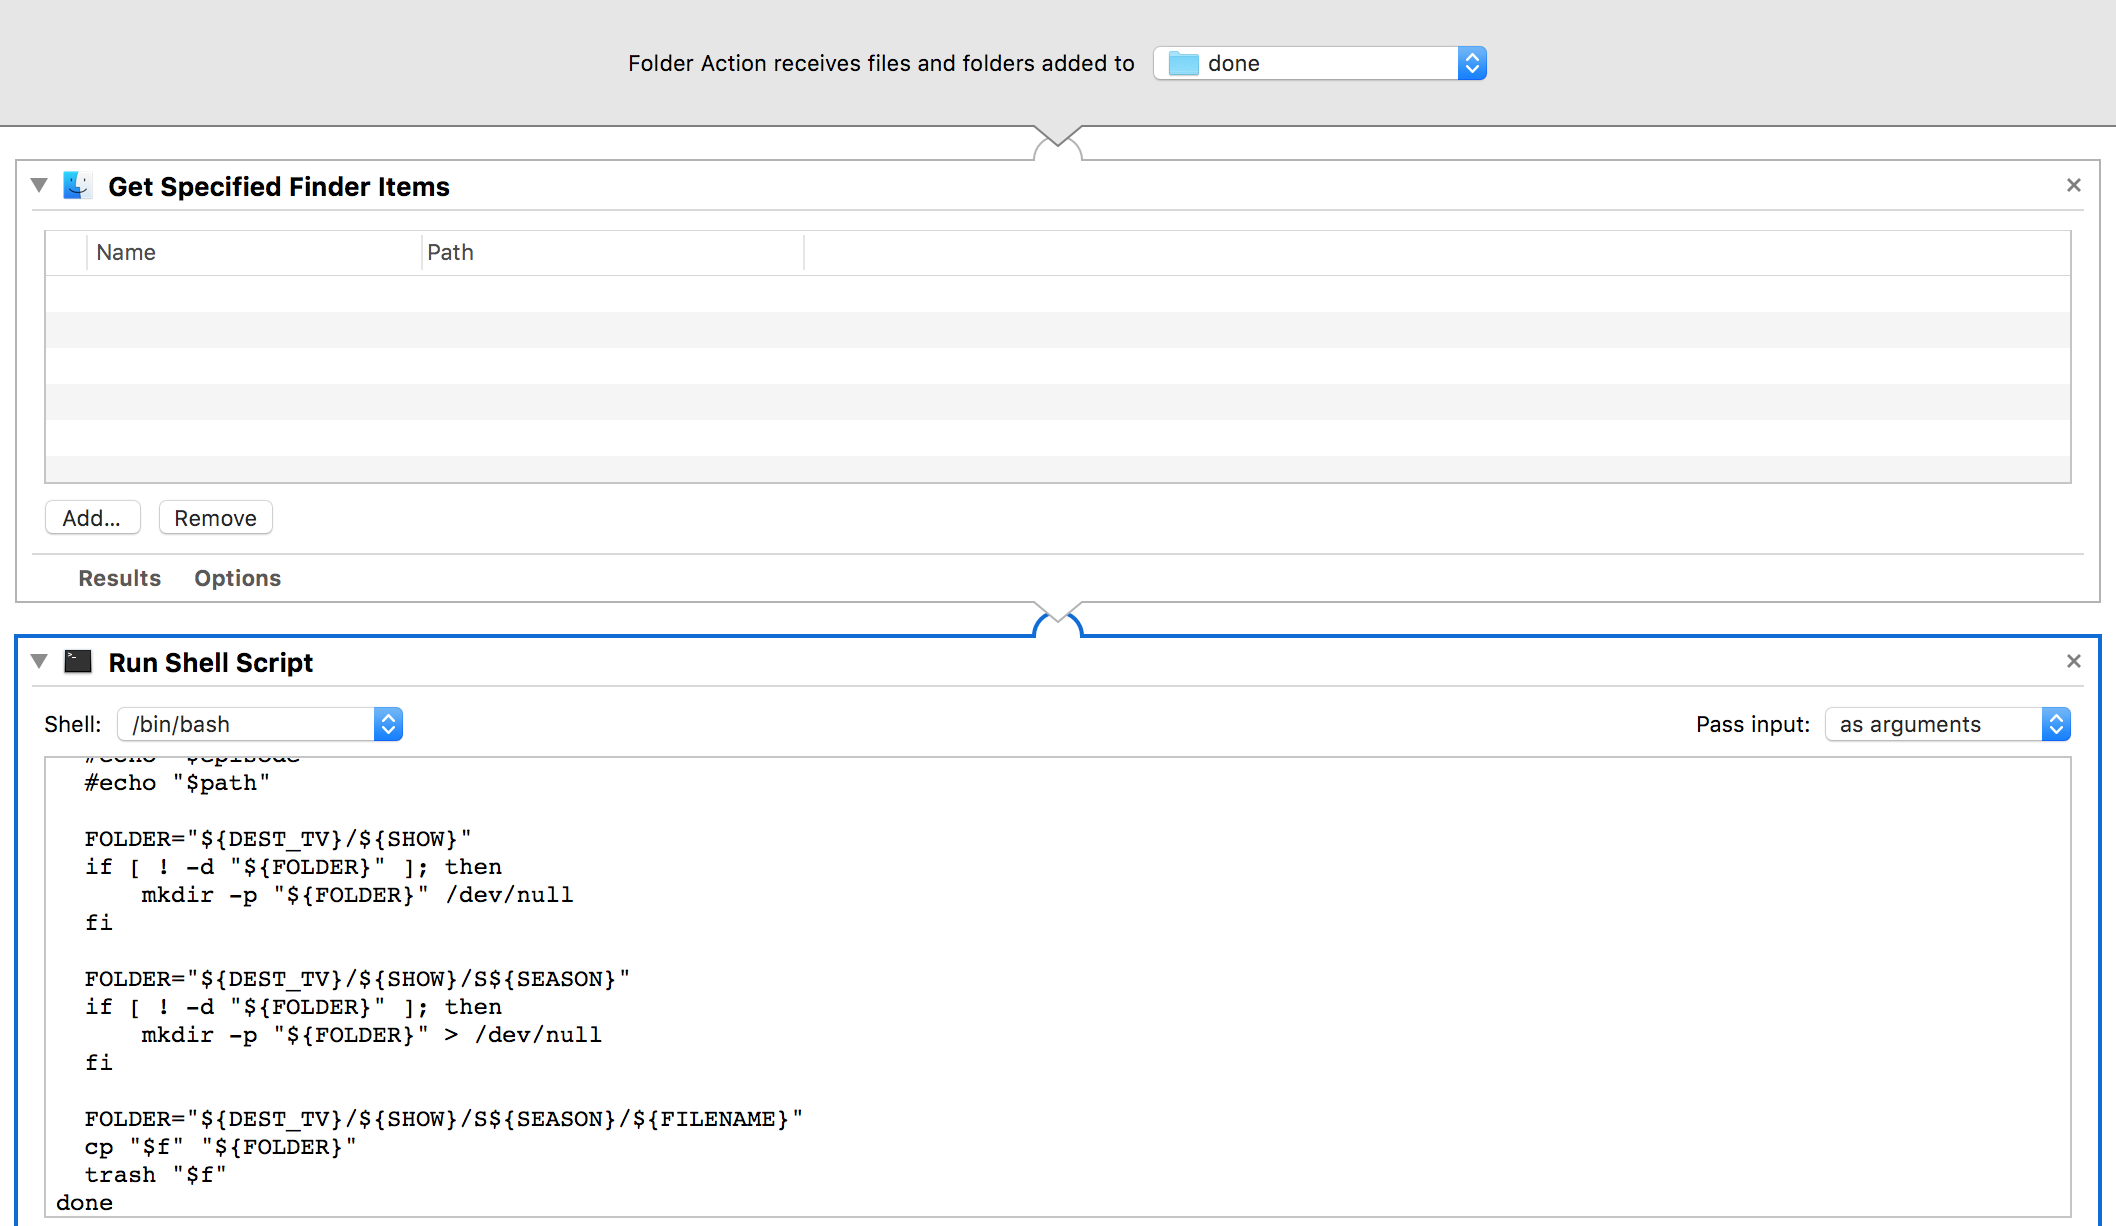 Folder Action receives files and folders added to done
Get Specified Finder Items
Name Path
Add... Remove
Results Options
Run Shell Script
Shell: /bin/bash Pass input: as arguments
#echo "$episode"
#echo "$path"
FOLDER="${DEST_TV}/${SHOW}"
if [ ! -d "${FOLDER}" ]; then
mkdir -p "${FOLDER}" /dev/null
fi
FOLDER="${DEST_TV}/${SHOW}/S${SEASON}"
if [ ! -d "${FOLDER}" ]; then
mkdir -p "${FOLDER}" > /dev/null
fi
FOLDER="${DEST_TV}/${SHOW}/S${SEASON}/${FILENAME}"
cp "$f" "${FOLDER}"
trash "$f"
done